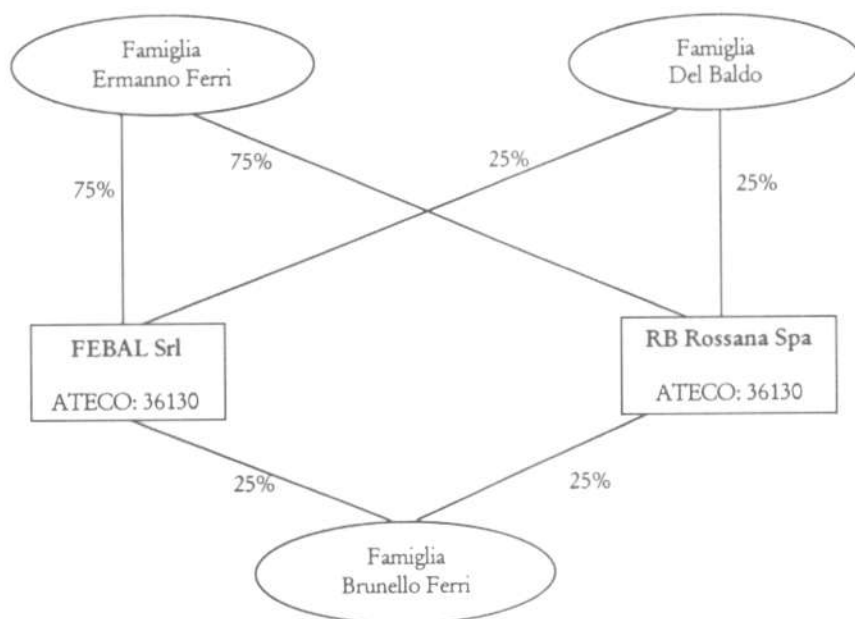 Famiglia
Ermanno Ferri
Famiglia
Del Baldo
75%
75%
25%
25%
FEBAL Srl
ATECO: 36130
RB Rossana Spa
ATECO: 36130
25%
25%
Famiglia
Brunello Ferri